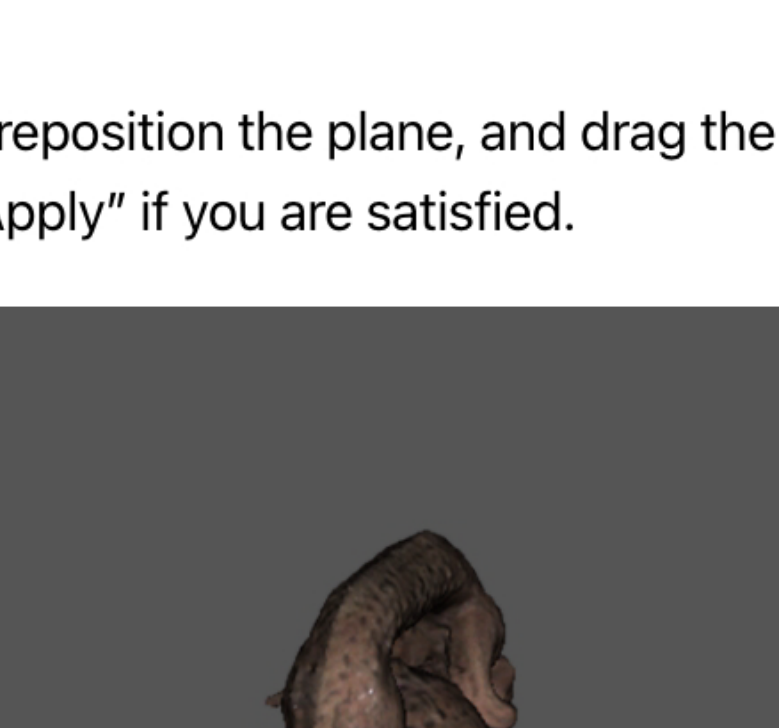 reposition the plane, and drag the
pply” if you are satisfied.